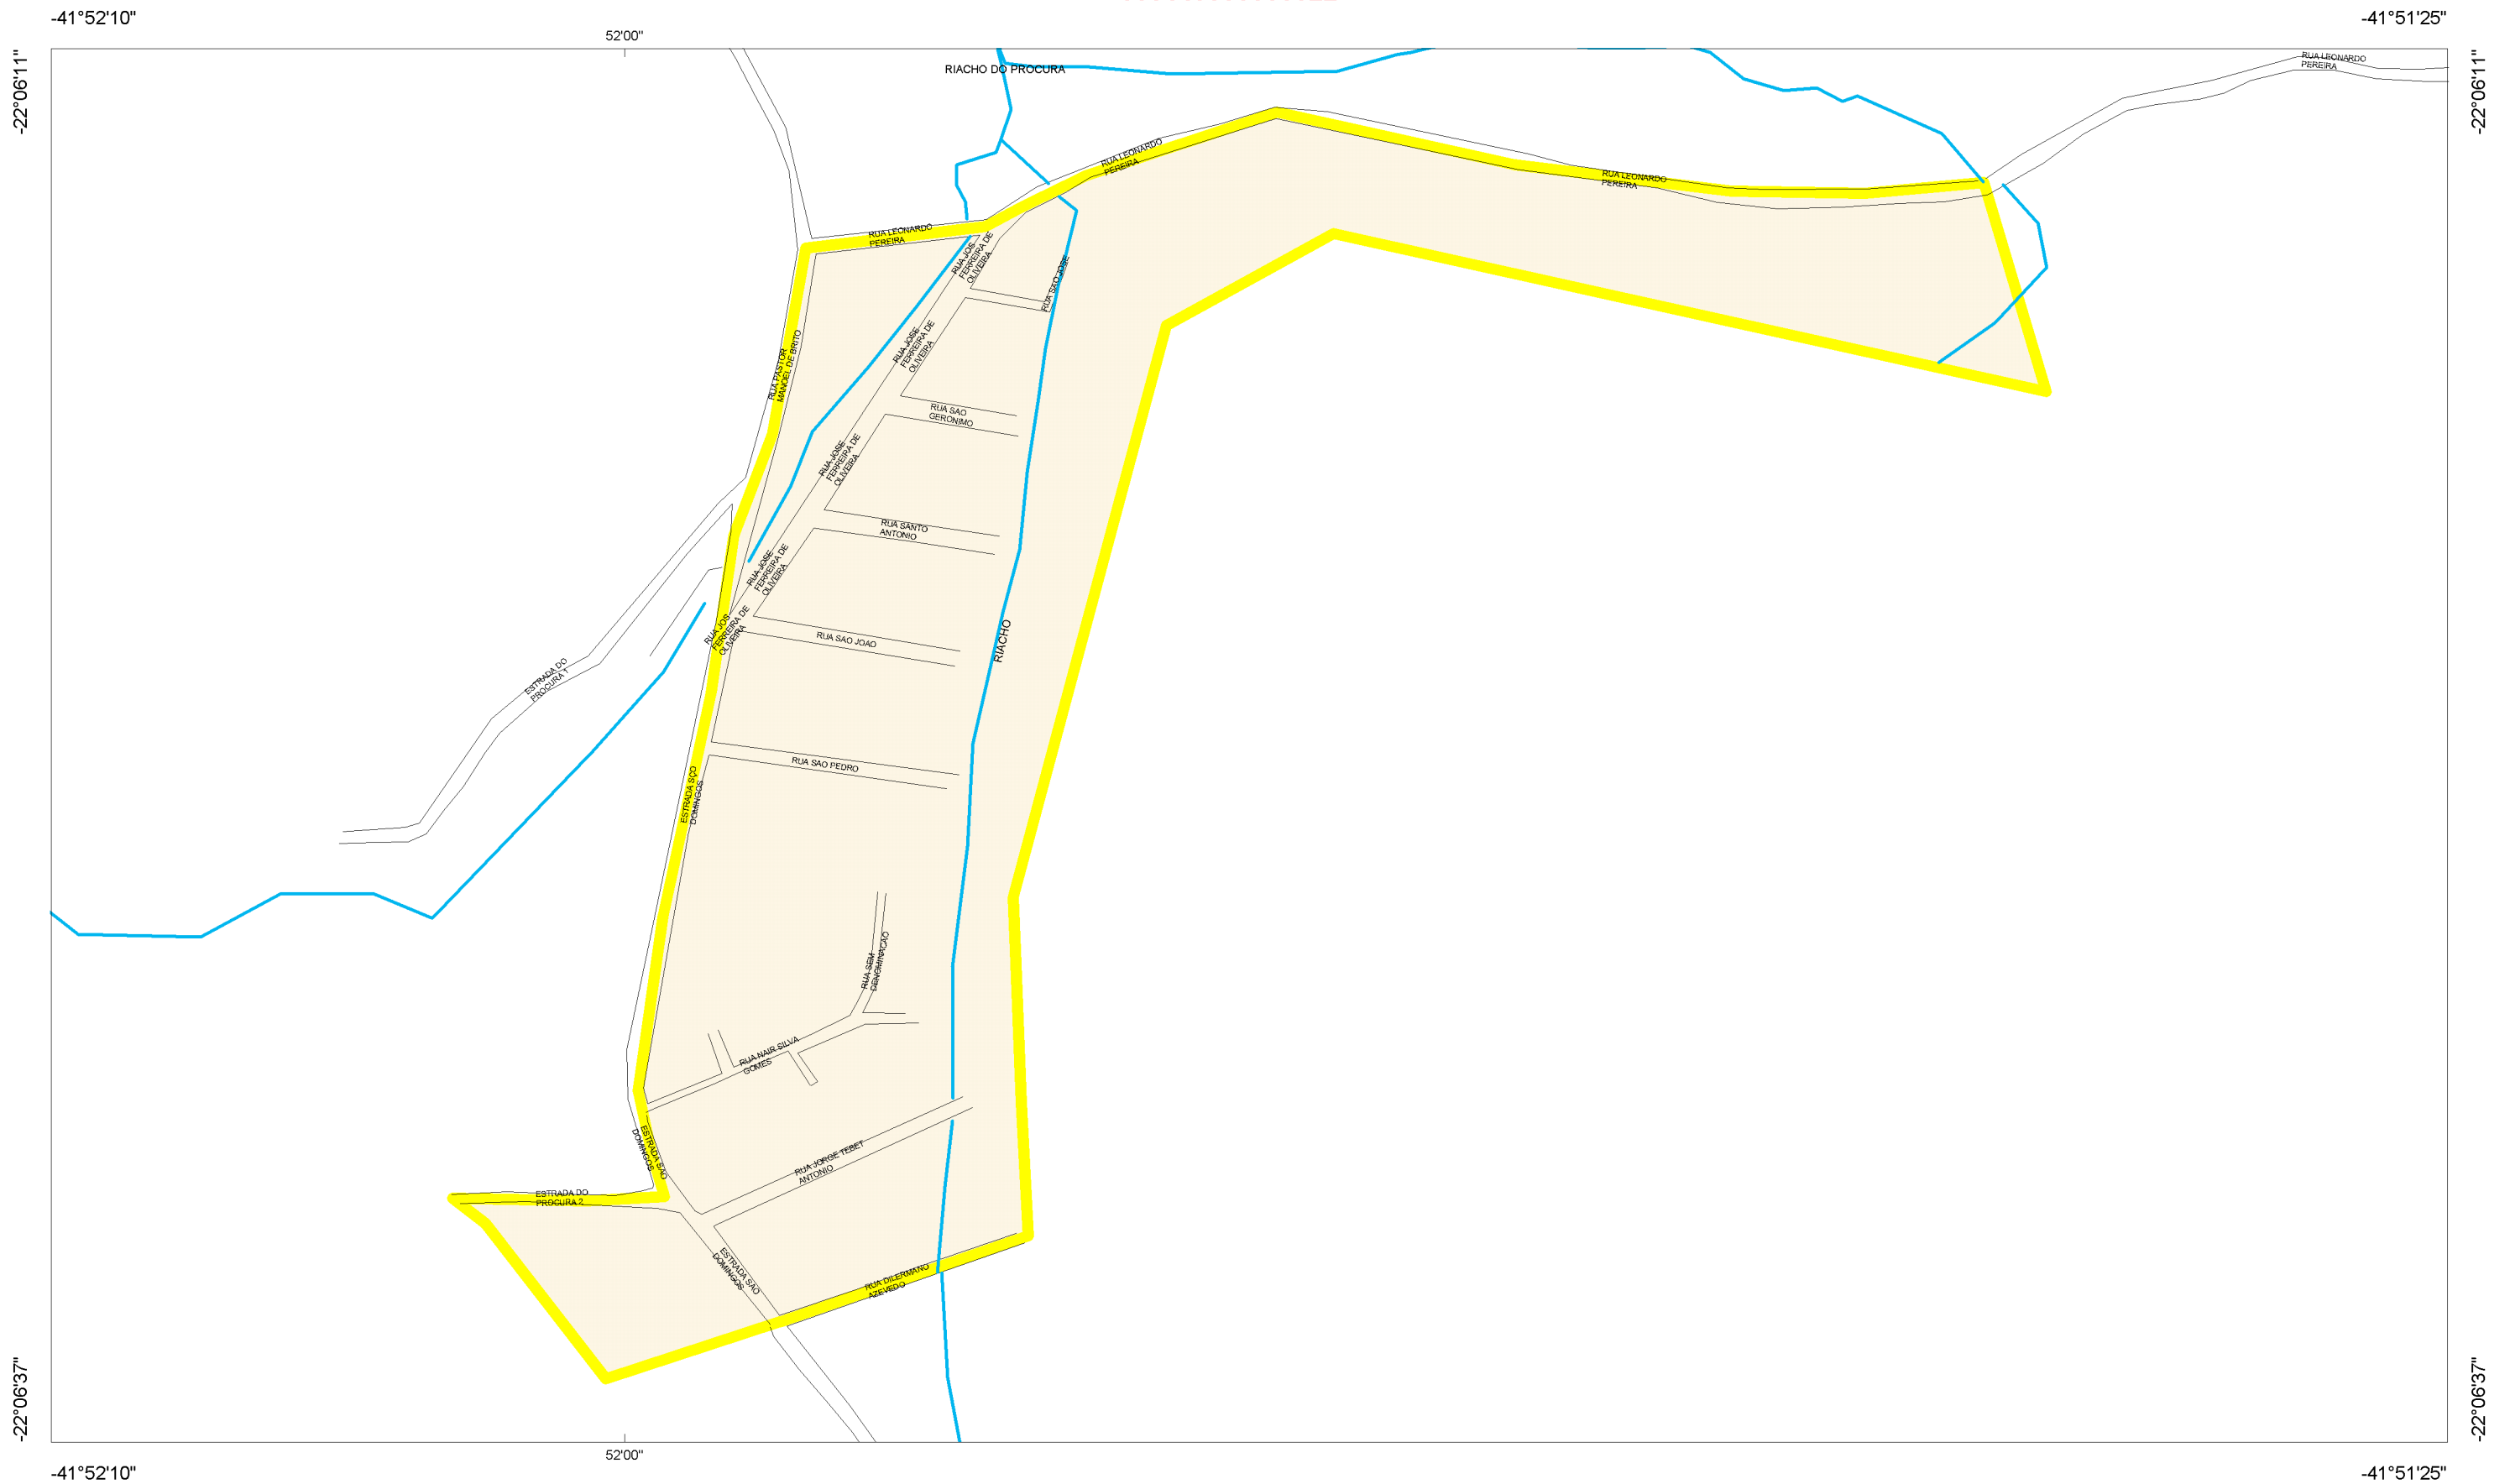 -41°52'10"
-41°51'25"
52'00"
-22°06'11"
-22°06'11"
RIACHO DO PROCURA
RUA LEONARDO
PEREIRA
RUA LEONARDO
PEREIRA
RUA LEONARDO
PEREIRA
RUA LEONARDO
PEREIRA
RUA JOS
FERREIRA DE
OLIVEIRA
RUA SAO JOSE
RUA JOSE
FERREIRA DE
OLIVEIRA
RUA PASTOR
MANOEL DE BRITO
RUA SAO
GERONIMO
RUA JOSE
FERREIRA DE
OLIVEIRA
RUA SANTO
ANTONIO
RUA JOSE
FERREIRA DE
OLIVEIRA
RUA JOS
FERREIRA DE
OLIVEIRA
RUA SAO JOAO
RIACHO
ESTRADA DO
PROCURA 1
RUA SAO PEDRO
ESTRADA SÇO
DOMINGOS
RUA SEM
DENOMINACAO
RUA NAIR SILVA
GOMES
ESTRADA SAO
DOMINGOS
RUA JORGE TEBET
ANTONIO
ESTRADA DO
PROCURA 2
ESTRADA SAO
DOMINGOS
RUA DILERMANO
AZEVEDO
-22°06'37"
-22°06'37"
52'00"
-41°52'10"
-41°51'25"